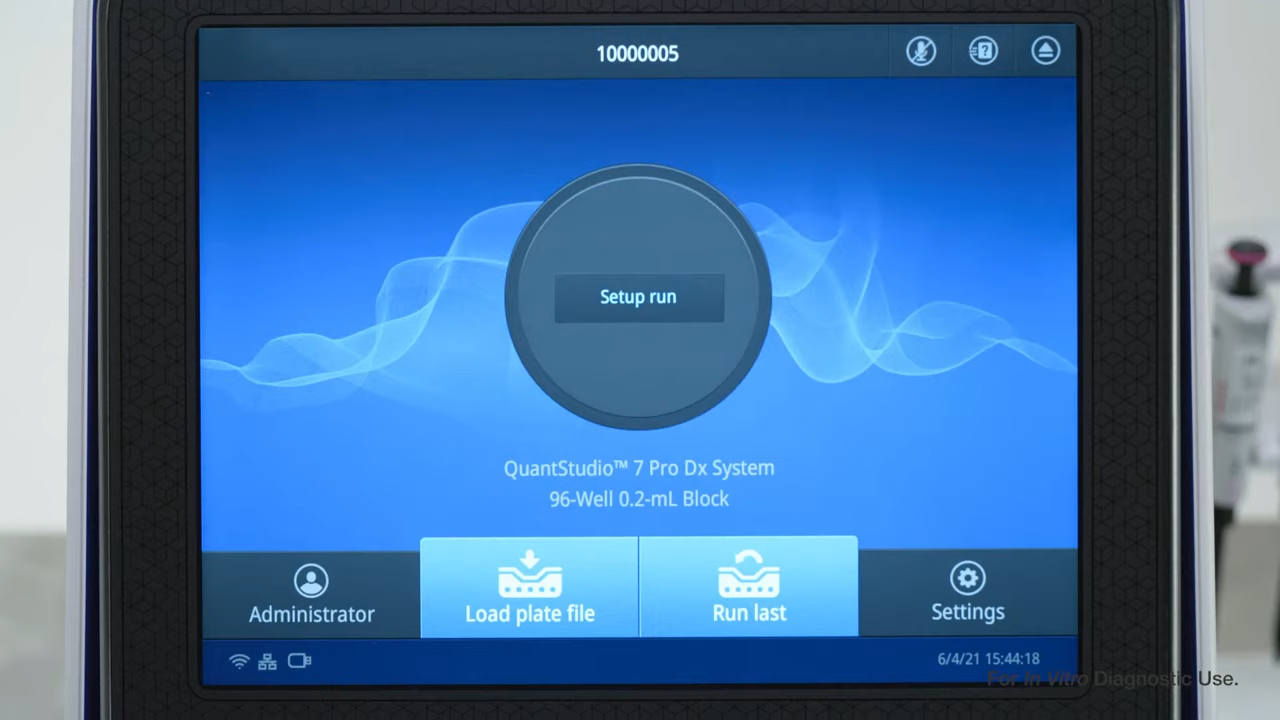 10000005
Setup run
QuantStudio™ 7 Pro Dx System
96-Well 0.2-mL Block
Administrator
Load plate file
Run last
Settings
6/4/21 15:44:18
For In Vitro Diagnostic Use.